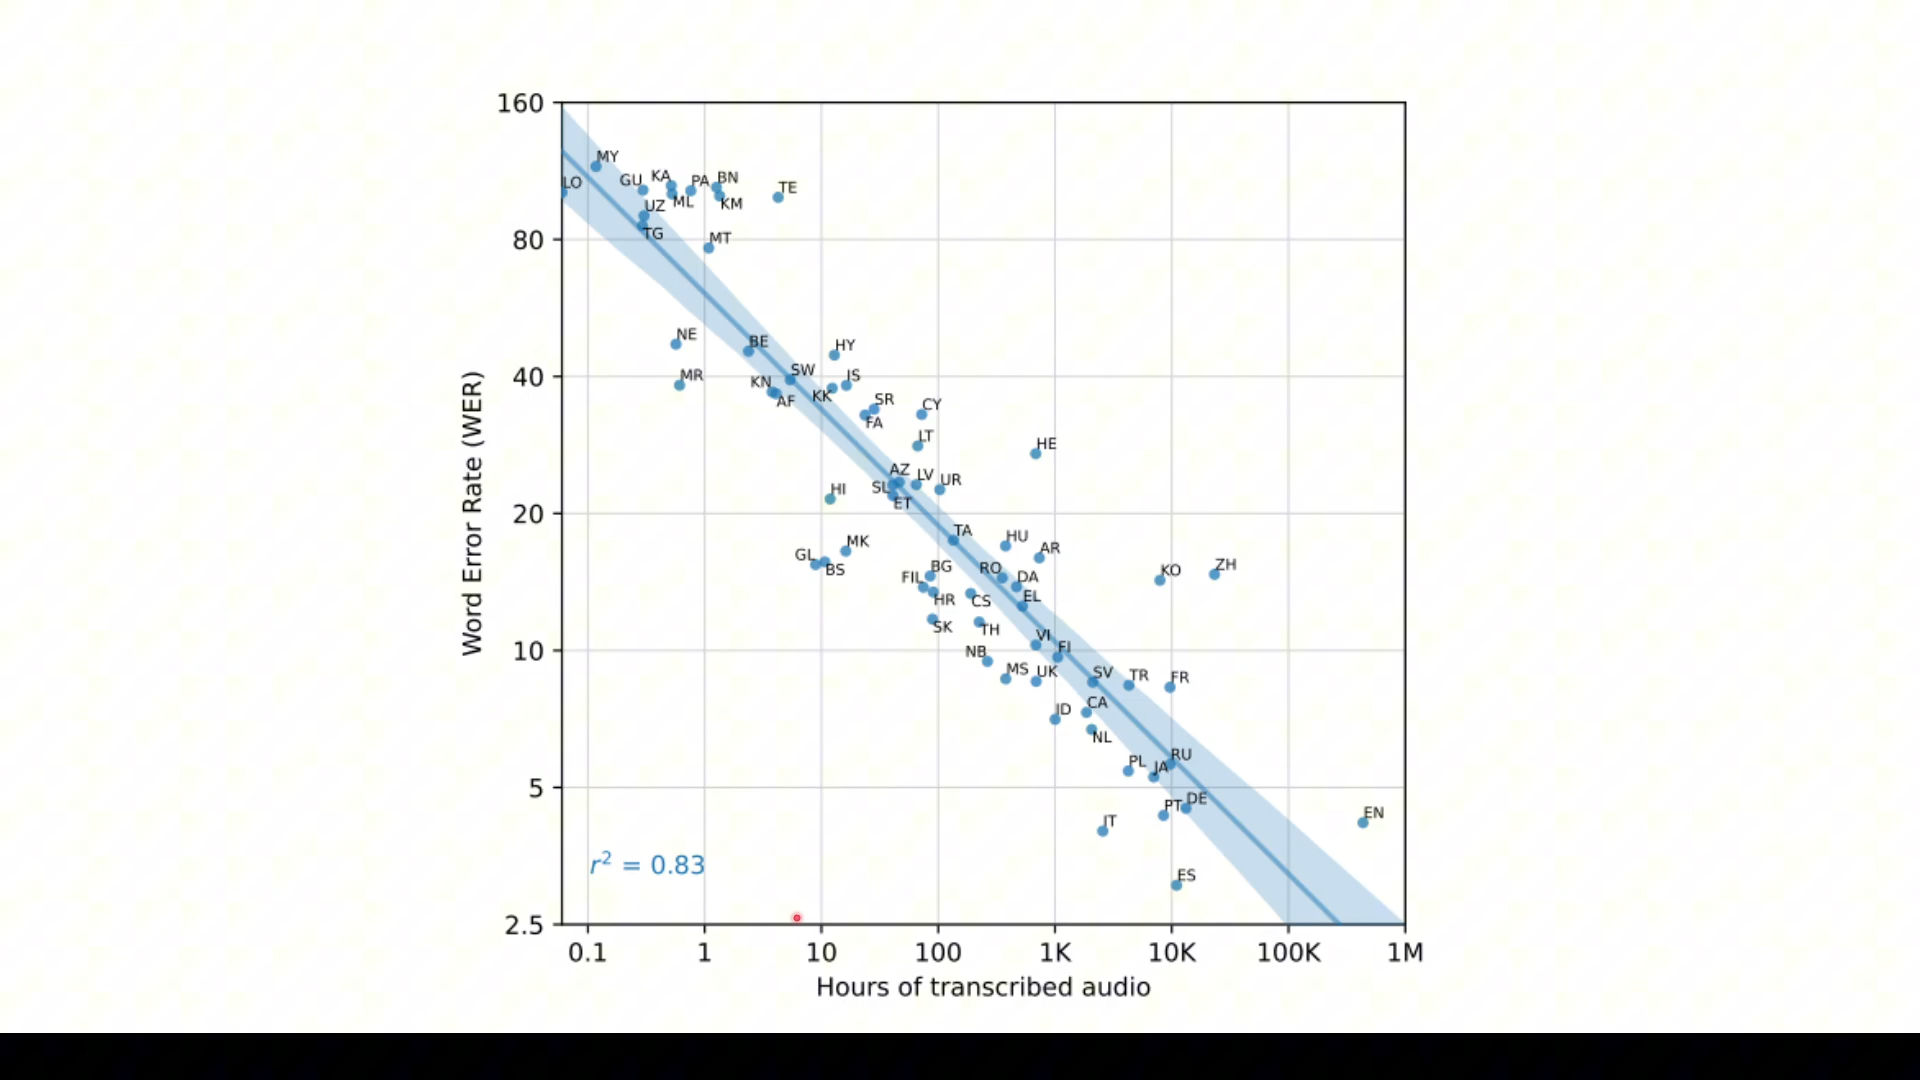 160
MY
LO
GU
KA
PA
BN
TE
ML
KM
UZ
TG
MT
80
NE
BE
HY
MR
SW
IS
KN
AF
KK
40
SR
FA
CY
LT
HE
AZ
LV
UR
HI
SL
ET
20
TA
HU
AR
MK
GL
BS
BG
RO
DA
KO
ZH
FIL
HR
CS
EL
SK
TH
VI
FI
NB
10
MS
UK
SV
TR
FR
ID
CA
NL
PL
JA
RU
5
PT
DE
IT
EN
ES
r² = 0.83
2.5
Word Error Rate (WER)
0.1 1 10 100 1K 10K 100K 1M
Hours of transcribed audio